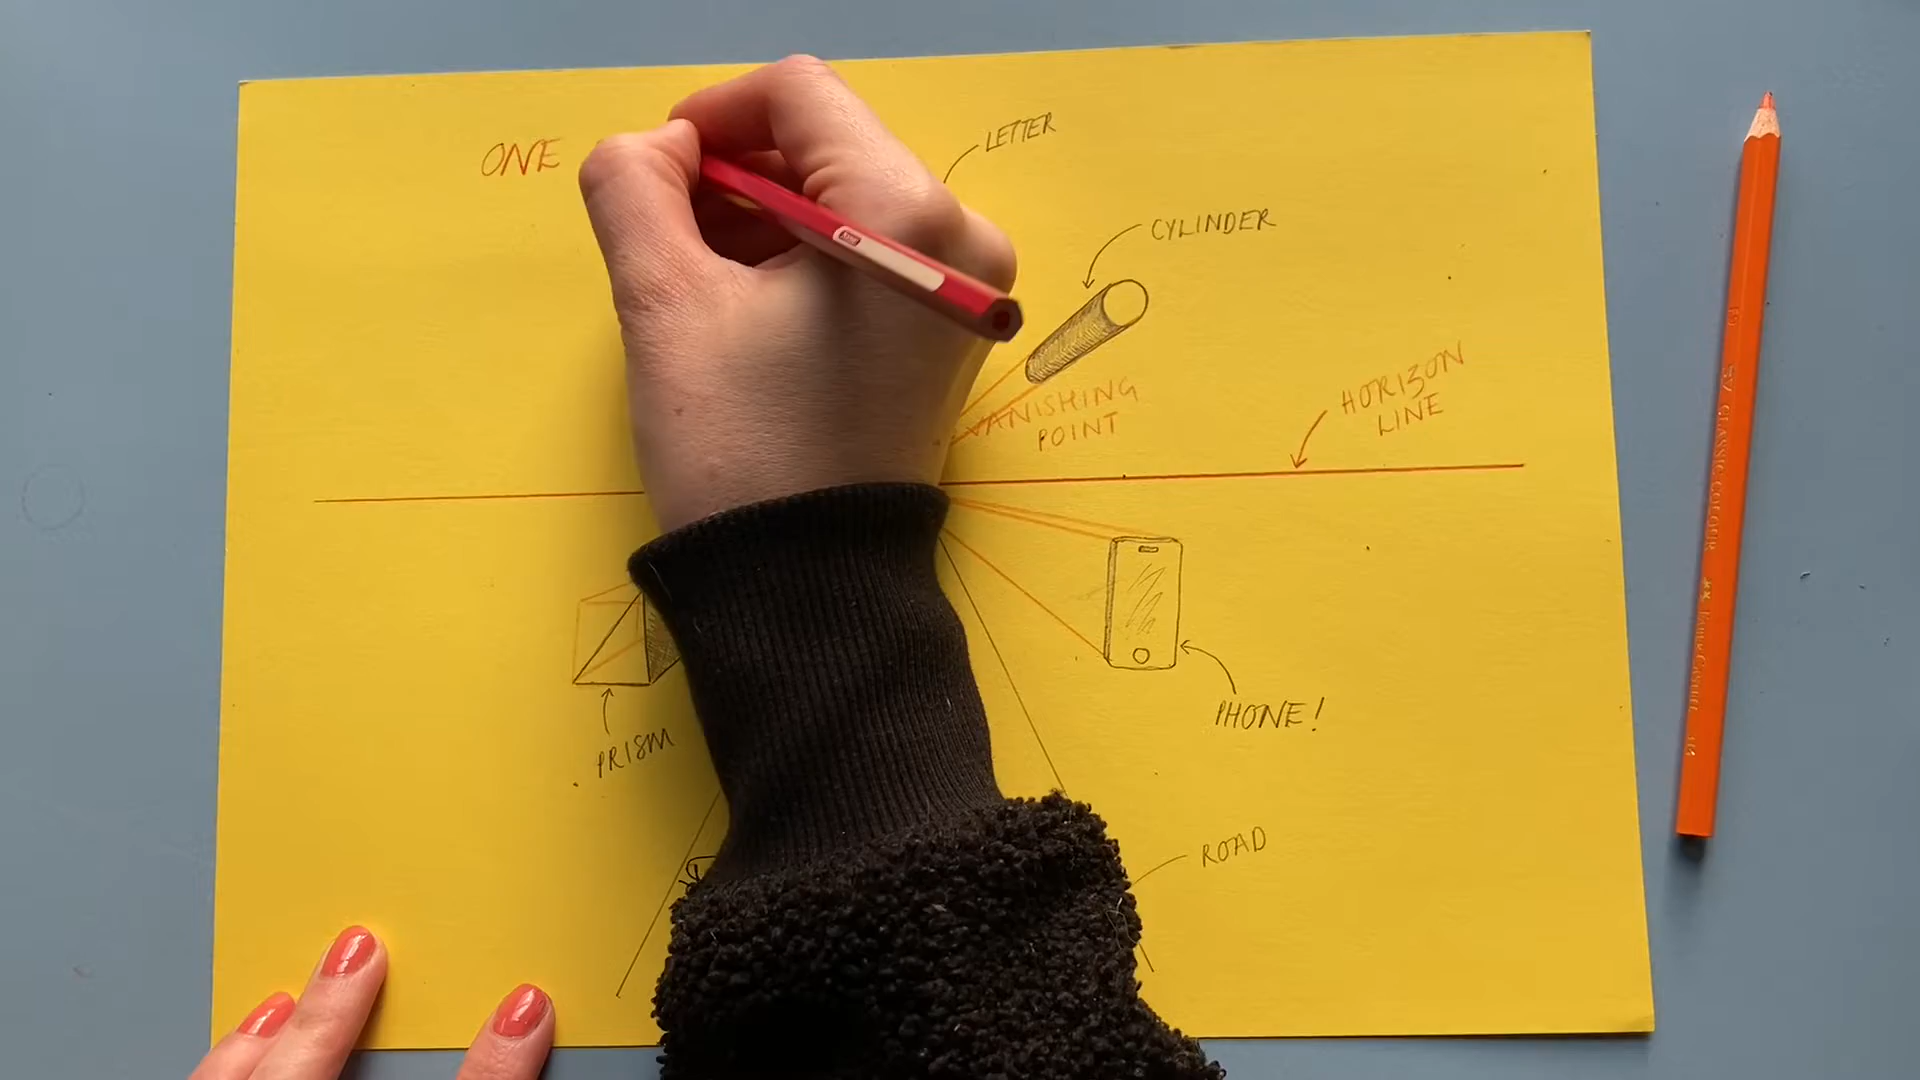 ONE
LETTER
CYLINDER
VANISHING
POINT
HORIZON
LINE
PHONE!
PRISM
ROAD